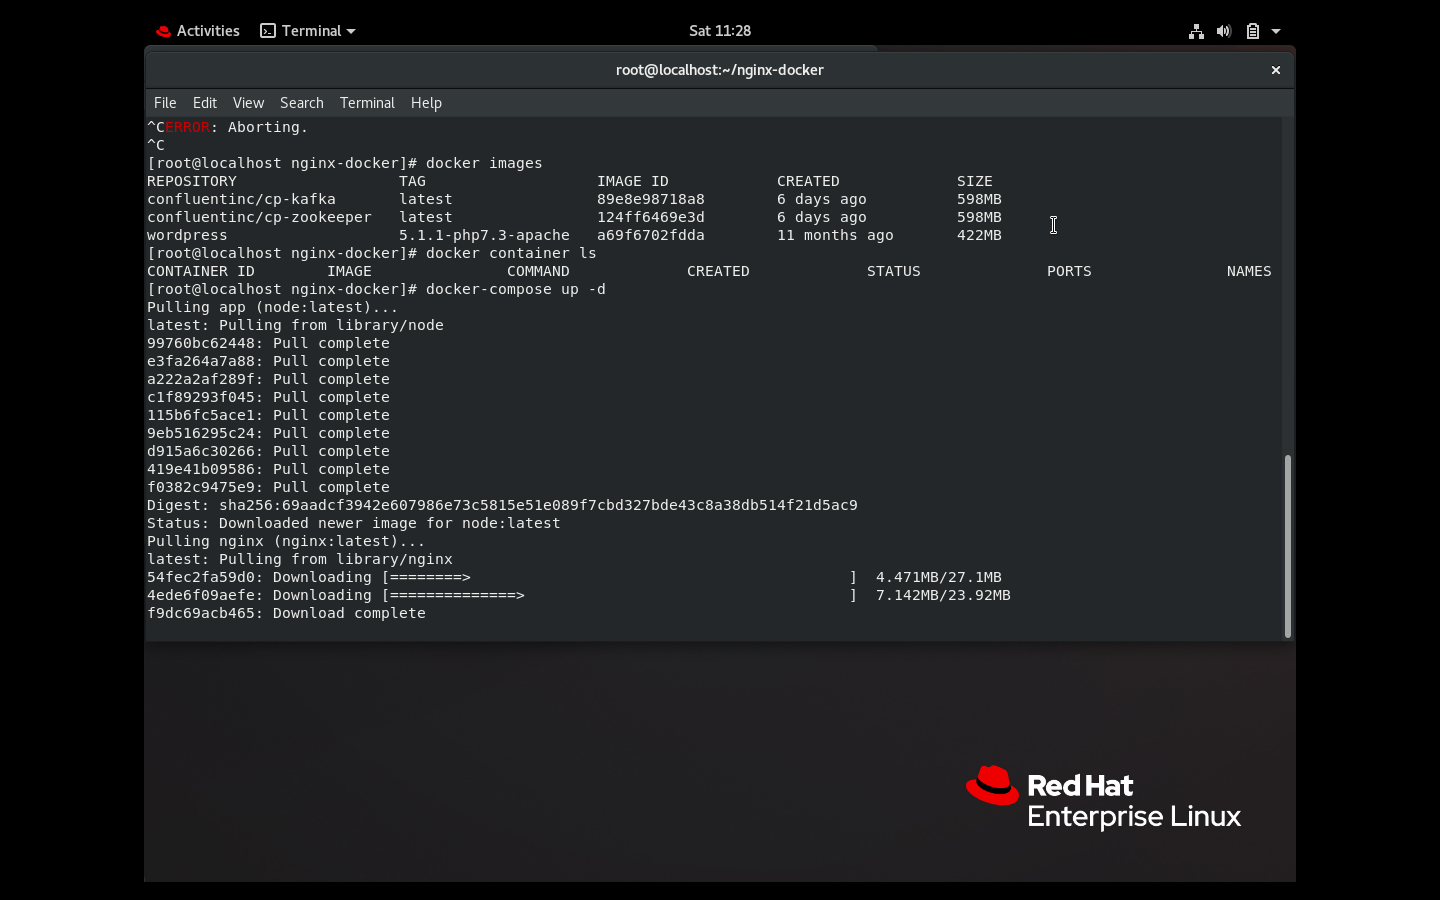 Activities Terminal Sat 11:28
root@localhost:~/nginx-docker
File Edit View Search Terminal Help
^CERROR: Aborting.
^C
[root@localhost nginx-docker]# docker images
REPOSITORY TAG IMAGE ID CREATED SIZE
confluentinc/cp-kafka latest 89e8e98718a8 6 days ago 598MB
confluentinc/cp-zookeeper latest 124ff6469e3d 6 days ago 598MB
wordpress 5.1.1-php7.3-apache a69f6702fdda 11 months ago 422MB
[root@localhost nginx-docker]# docker container ls
CONTAINER ID IMAGE COMMAND CREATED STATUS PORTS NAMES
[root@localhost nginx-docker]# docker-compose up -d
Pulling app (node:latest)...
latest: Pulling from library/node
99760bc62448: Pull complete
e3fa264a7a88: Pull complete
a222a2af289f: Pull complete
c1f89293f045: Pull complete
115b6fc5ace1: Pull complete
9eb516295c24: Pull complete
d915a6c30266: Pull complete
419e41b09586: Pull complete
f0382c9475e9: Pull complete
Digest: sha256:69aadcf3942e607986e73c5815e51e089f7cbd327bde43c8a38db514f21d5ac9
Status: Downloaded newer image for node:latest
Pulling nginx (nginx:latest)...
latest: Pulling from library/nginx
54fec2fa59d0: Downloading [========>                                          ]  4.471MB/27.1MB
4ede6f09aefe: Downloading [==============>                                    ]  7.142MB/23.92MB
f9dc69acb465: Download complete
Red Hat
Enterprise Linux